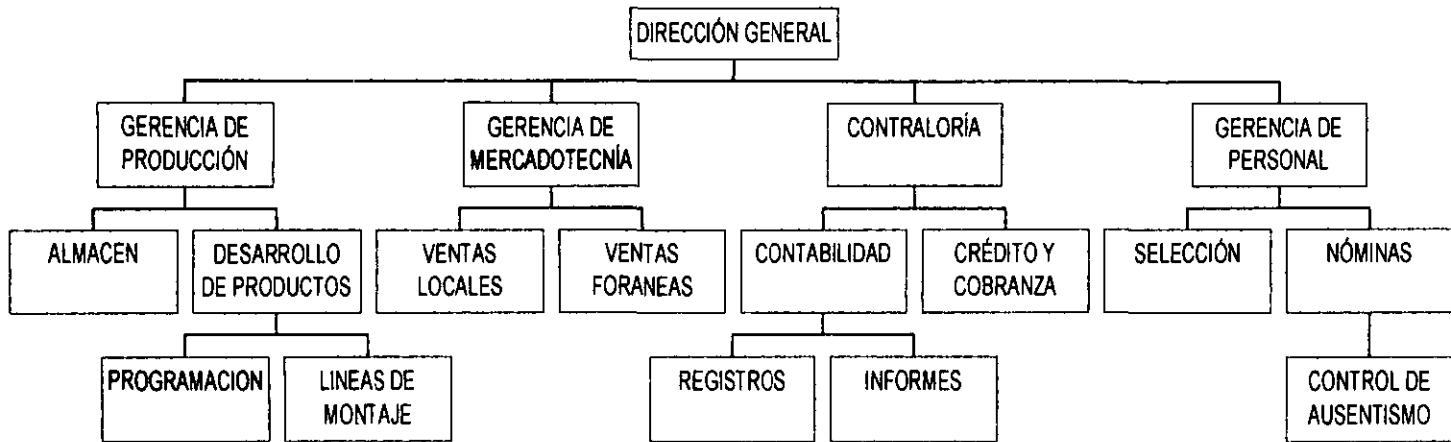 DIRECCIÓN GENERAL
GERENCIA DE
PRODUCCIÓN
GERENCIA DE
MERCADOTECNÍA
CONTRALORÍA
GERENCIA DE
PERSONAL
ALMACEN
DESARROLLO
DE PRODUCTOS
VENTAS
LOCALES
VENTAS
FORANEAS
CONTABILIDAD
CRÉDITO Y
COBRANZA
SELECCIÓN
NÓMINAS
PROGRAMACION
LINEAS DE
MONTAJE
REGISTROS
INFORMES
CONTROL DE
AUSENTISMO